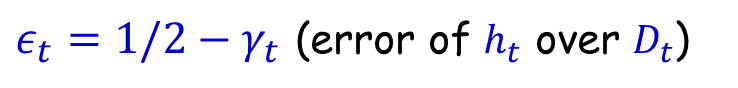 ϵₜ = 1/2 − γₜ (error of hₜ over Dₜ)